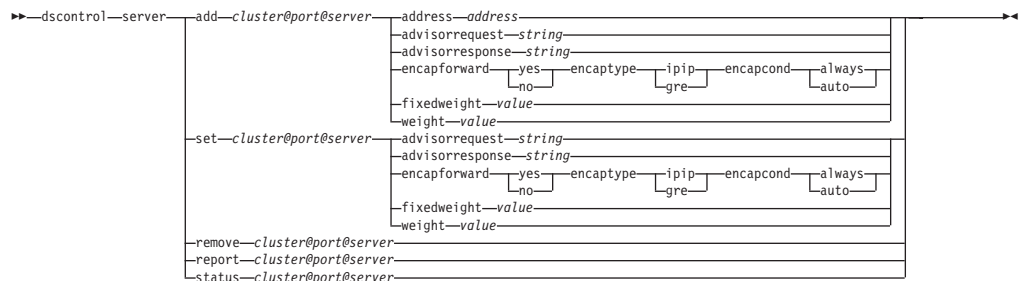 dscontrol server add cluster@port@server address address
advisorrequest string
advisorresponse string
encapforward yes encaptype ipip encapcond always
no gre auto
fixedweight value
weight value
set cluster@port@server advisorrequest string
advisorresponse string
encapforward yes encaptype ipip encapcond always
no gre auto
fixedweight value
weight value
remove cluster@port@server
report cluster@port@server
status cluster@port@server